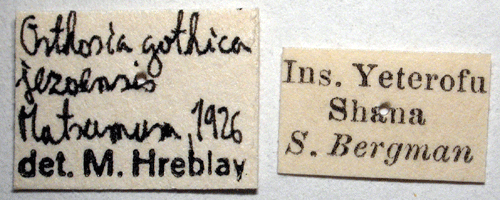 Orthosia gothica
jezoensis
Matsumura, 1926
det. M. Hreblay
Ins. Yeterofu
Shana
S. Bergman